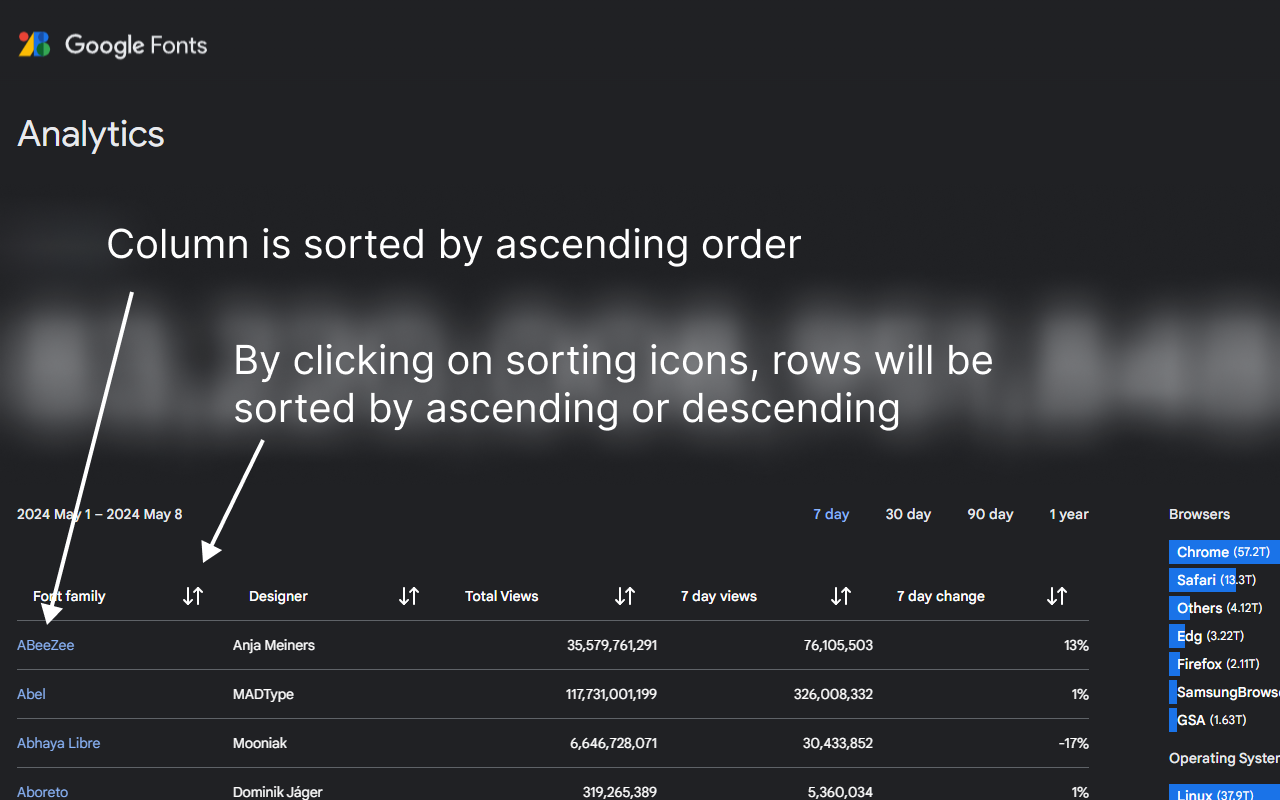 Google Fonts
Analytics
Column is sorted by ascending order
By clicking on sorting icons, rows will be
sorted by ascending or descending
2024 May 1 – 2024 May 8
7 day 30 day 90 day 1 year
Font family Designer Total Views 7 day views 7 day change
ABeeZee Anja Meiners 35,579,761,291 76,105,503 13%
Abel MADType 117,731,001,199 326,008,332 1%
Abhaya Libre Mooniak 6,646,728,071 30,433,852 -17%
Aboreto Dominik Jáger 319,265,389 5,360,034 1%
Browsers
Chrome (57.2T)
Safari (13.3T)
Others (4.12T)
Edg (3.22T)
Firefox (2.11T)
SamsungBrows
GSA (1.63T)
Operating System
Linux (37.9T)